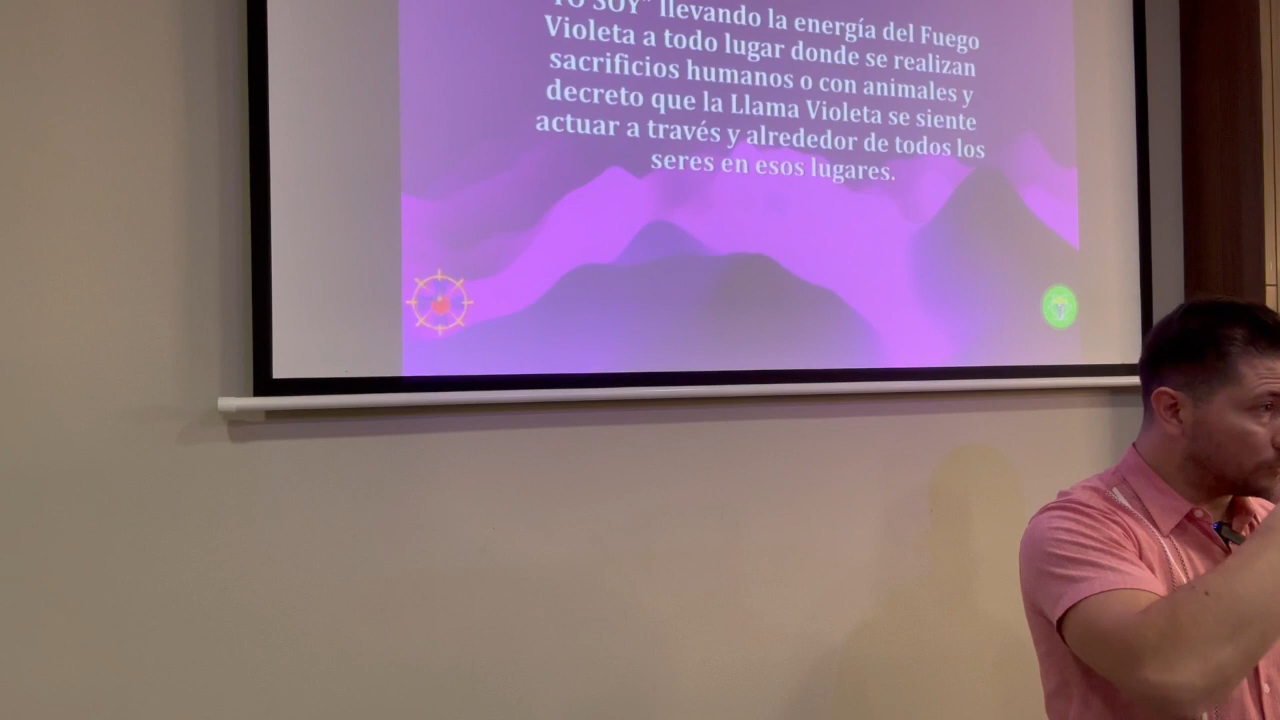 "YO SOY" llevando la energía del Fuego
Violeta a todo lugar donde se realizan
sacrificios humanos o con animales y
decreto que la Llama Violeta se siente
actuar a través y alrededor de todos los
seres en esos lugares.